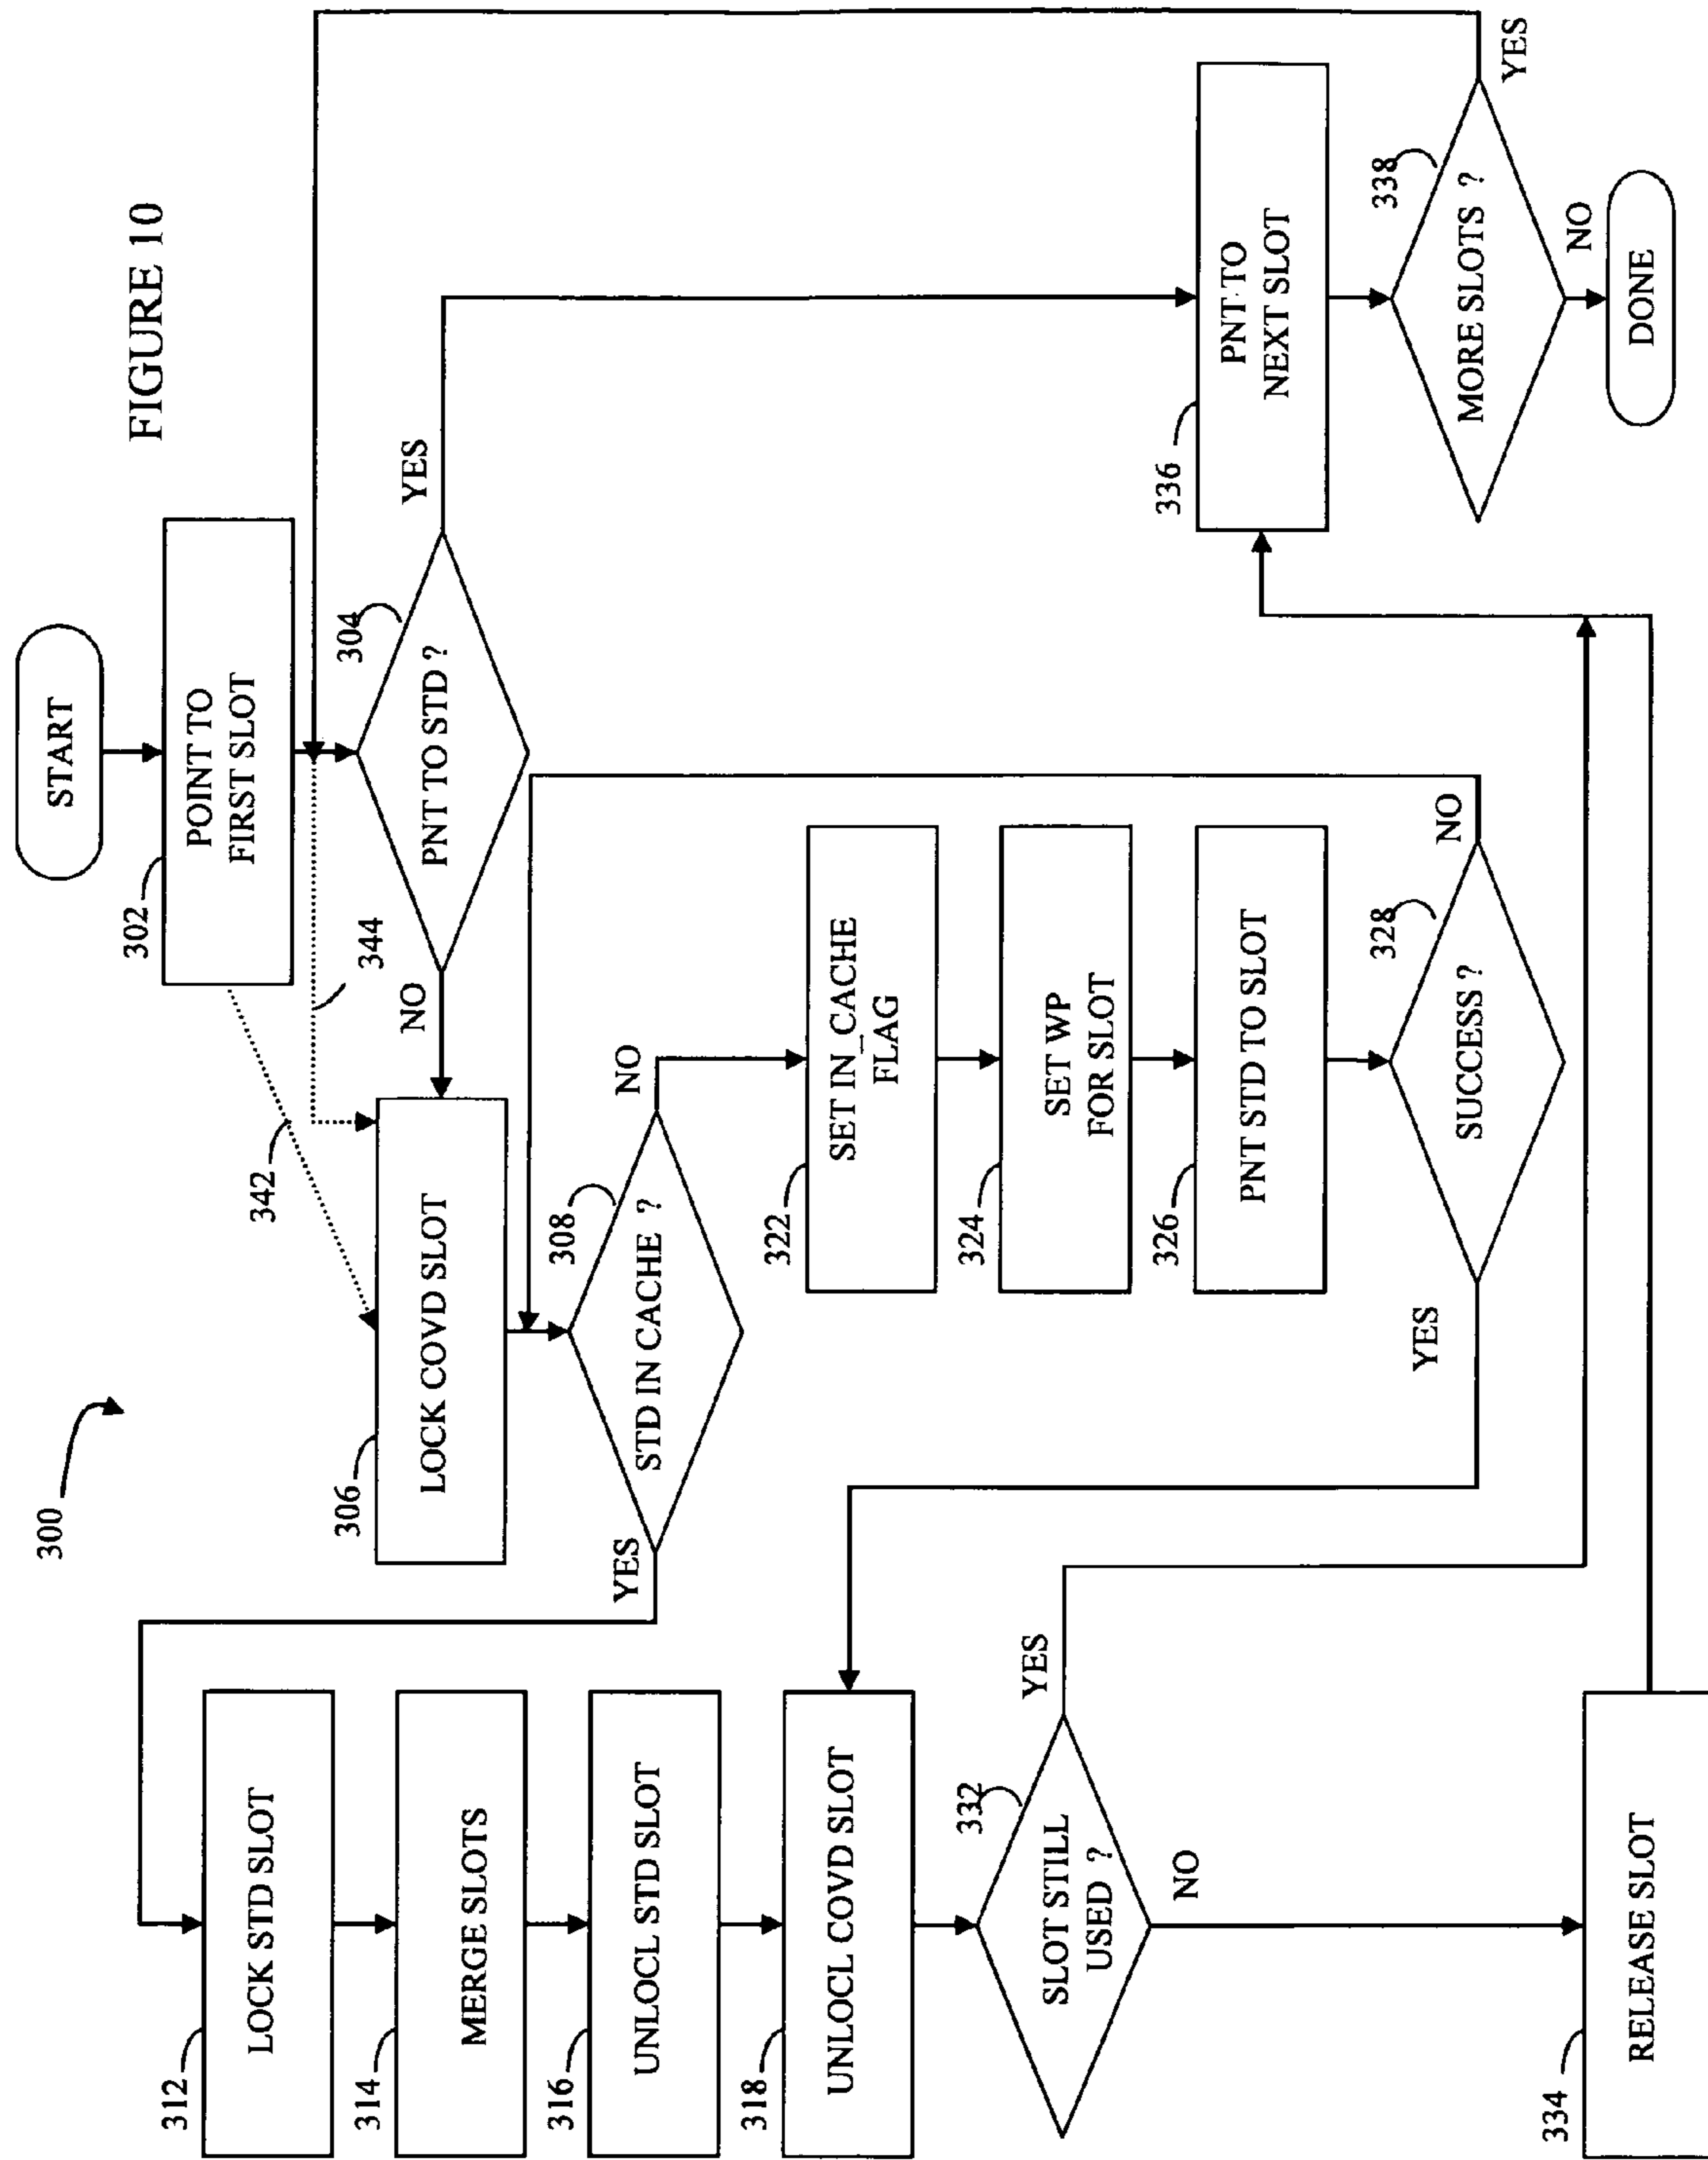 FIGURE 10
300
START
302
POINT TO
FIRST SLOT
342
344
304
PNT TO STD ?
YES
NO
306
LOCK COVD SLOT
308
STD IN CACHE ?
YES
NO
312
LOCK STD SLOT
314
MERGE SLOTS
316
UNLOCL STD SLOT
318
UNLOCL COVD SLOT
322
SET IN_CACHE
FLAG
324
SET WP
FOR SLOT
326
PNT STD TO SLOT
328
SUCCESS ?
YES
NO
332
SLOT STILL
USED ?
YES
NO
334
RELEASE SLOT
336
PNT TO
NEXT SLOT
338
MORE SLOTS ?
YES
NO
DONE